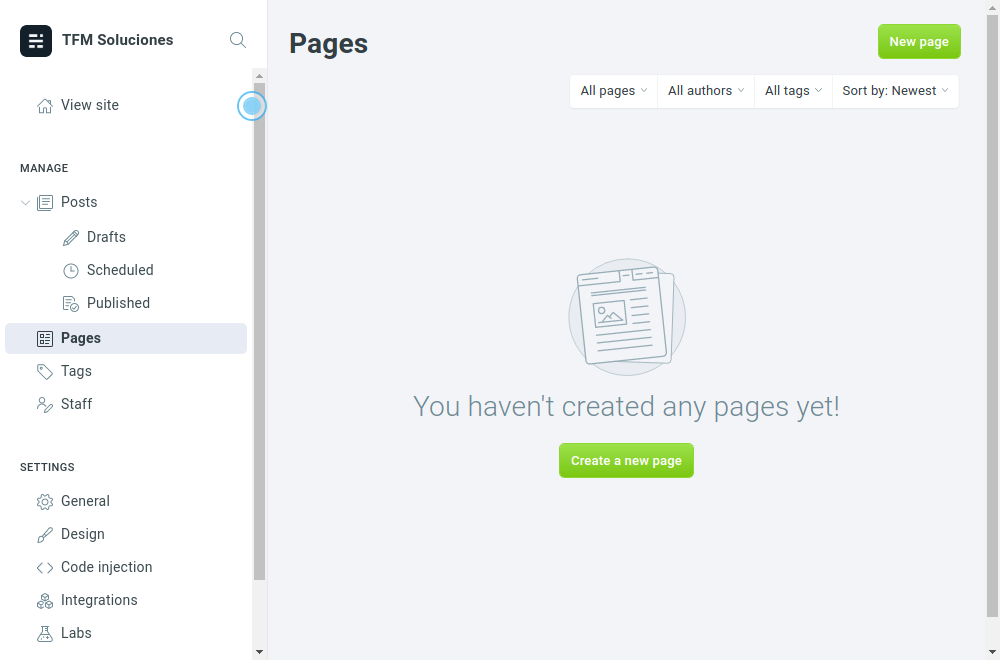 TFM Soluciones
View site
MANAGE
Posts
Drafts
Scheduled
Published
Pages
Tags
Staff
SETTINGS
General
Design
Code injection
Integrations
Labs
Pages
New page
All pages
All authors
All tags
Sort by: Newest
You haven't created any pages yet!
Create a new page